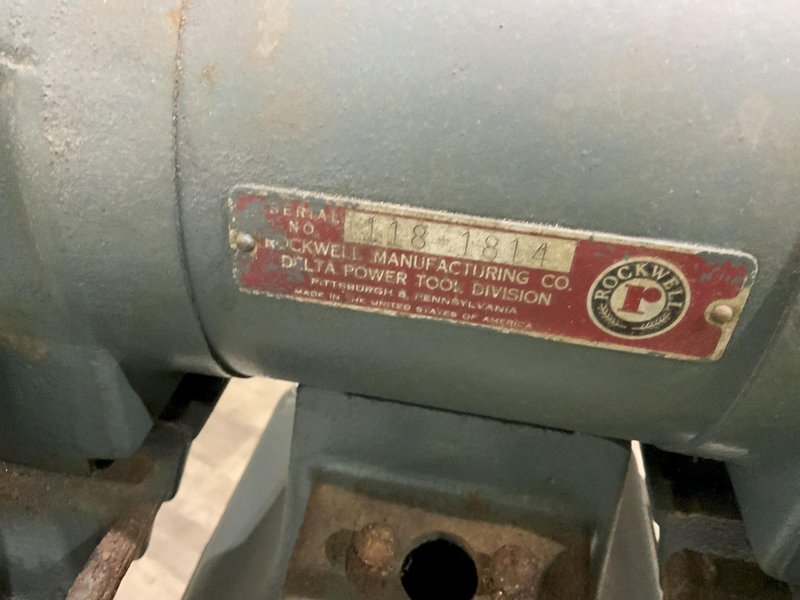 SERIAL NO. 118-1814
ROCKWELL MANUFACTURING CO.
DELTA POWER TOOL DIVISION
PITTSBURGH 8, PENNSYLVANIA
MADE IN THE UNITED STATES OF AMERICA
ROCKWELL
r